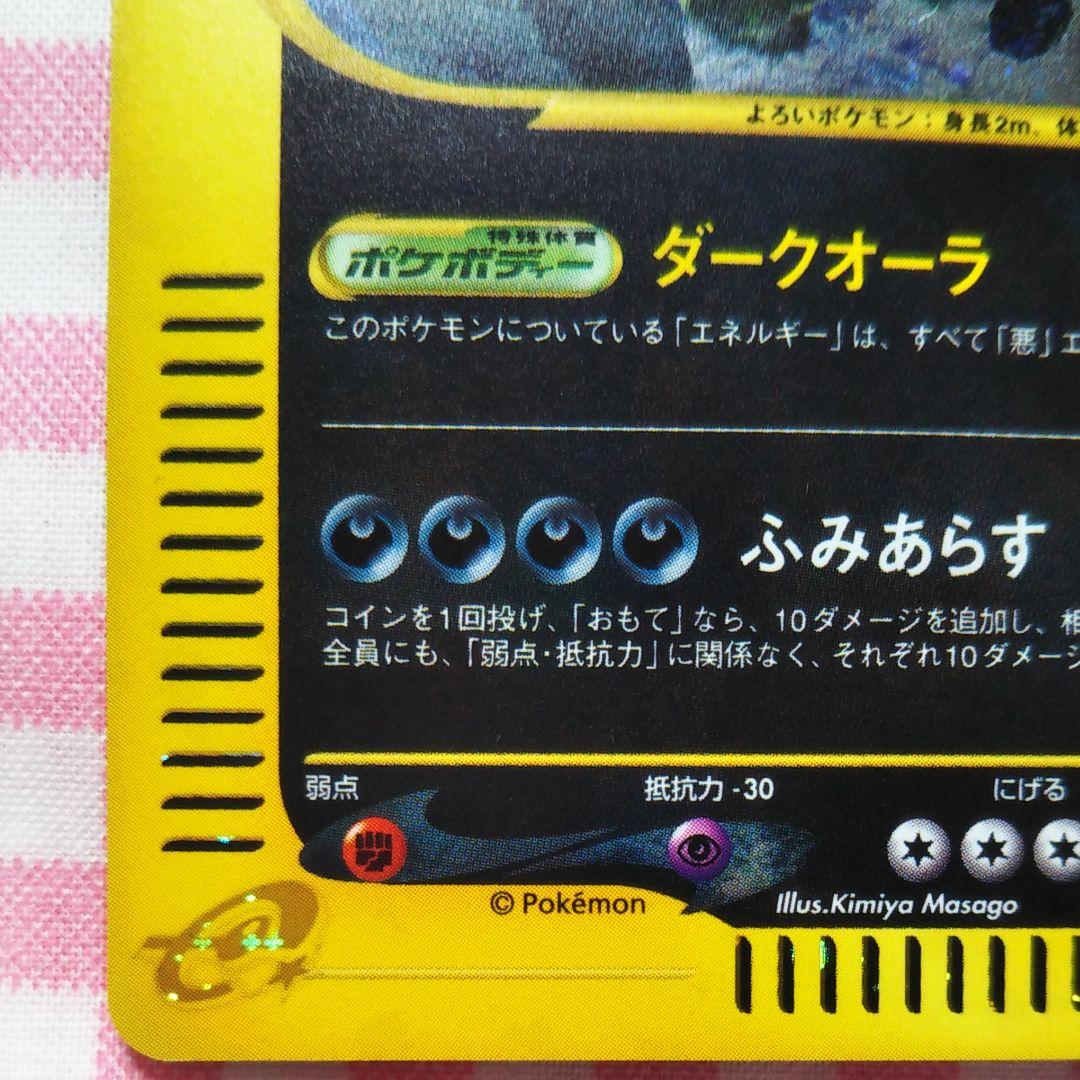 よろいポケモン：身長2m、体
特殊体質
ポケボディー ダークオーラ
このポケモンについている「エネルギー」は、すべて「悪」エ
ふみあらす
コインを1回投げ、「おもて」なら、10ダメージを追加し、相
全員にも、「弱点・抵抗力」に関係なく、それぞれ10ダメージ
弱点 抵抗力 -30 にげる
© Pokémon Illus.Kimiya Masago